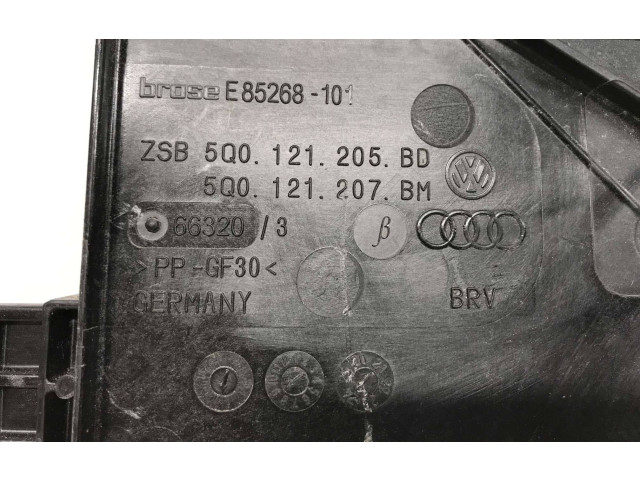 brose E85268-101
ZSB 5Q0.121.205.BD
5Q0.121.207.BM
66320/3 β
>PP-GF30<
GERMANY BRV